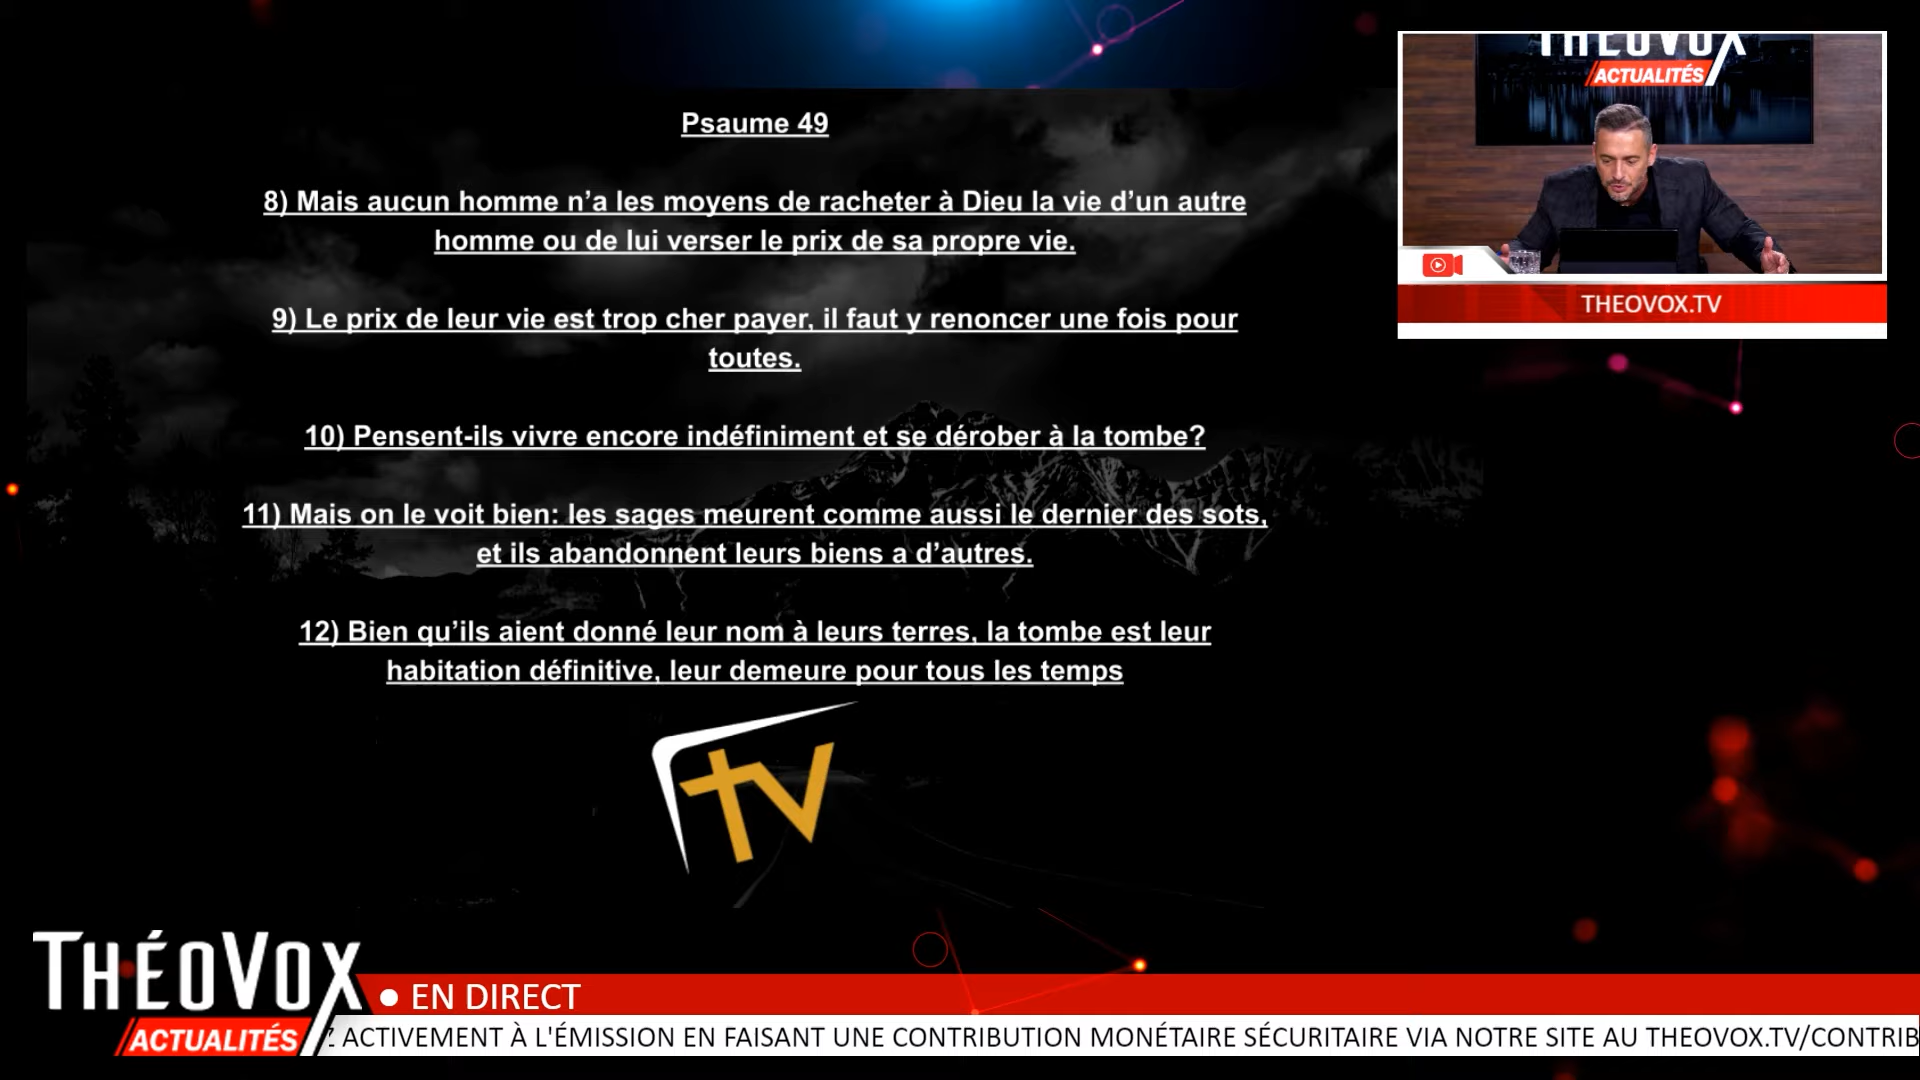 THÉOVOX
ACTUALITÉS
Psaume 49
8) Mais aucun homme n’a les moyens de racheter à Dieu la vie d’un autre
homme ou de lui verser le prix de sa propre vie.
9) Le prix de leur vie est trop cher payer, il faut y renoncer une fois pour
toutes.
10) Pensent-ils vivre encore indéfiniment et se dérober à la tombe?
11) Mais on le voit bien: les sages meurent comme aussi le dernier des sots,
et ils abandonnent leurs biens a d’autres.
12) Bien qu’ils aient donné leur nom à leurs terres, la tombe est leur
habitation définitive, leur demeure pour tous les temps
THEOVOX.TV
TV
THÉOVOX
ACTUALITÉS
EN DIRECT
ACTIVEMENT À L'ÉMISSION EN FAISANT UNE CONTRIBUTION MONÉTAIRE SÉCURITAIRE VIA NOTRE SITE AU THEOVOX.TV/CONTRIB